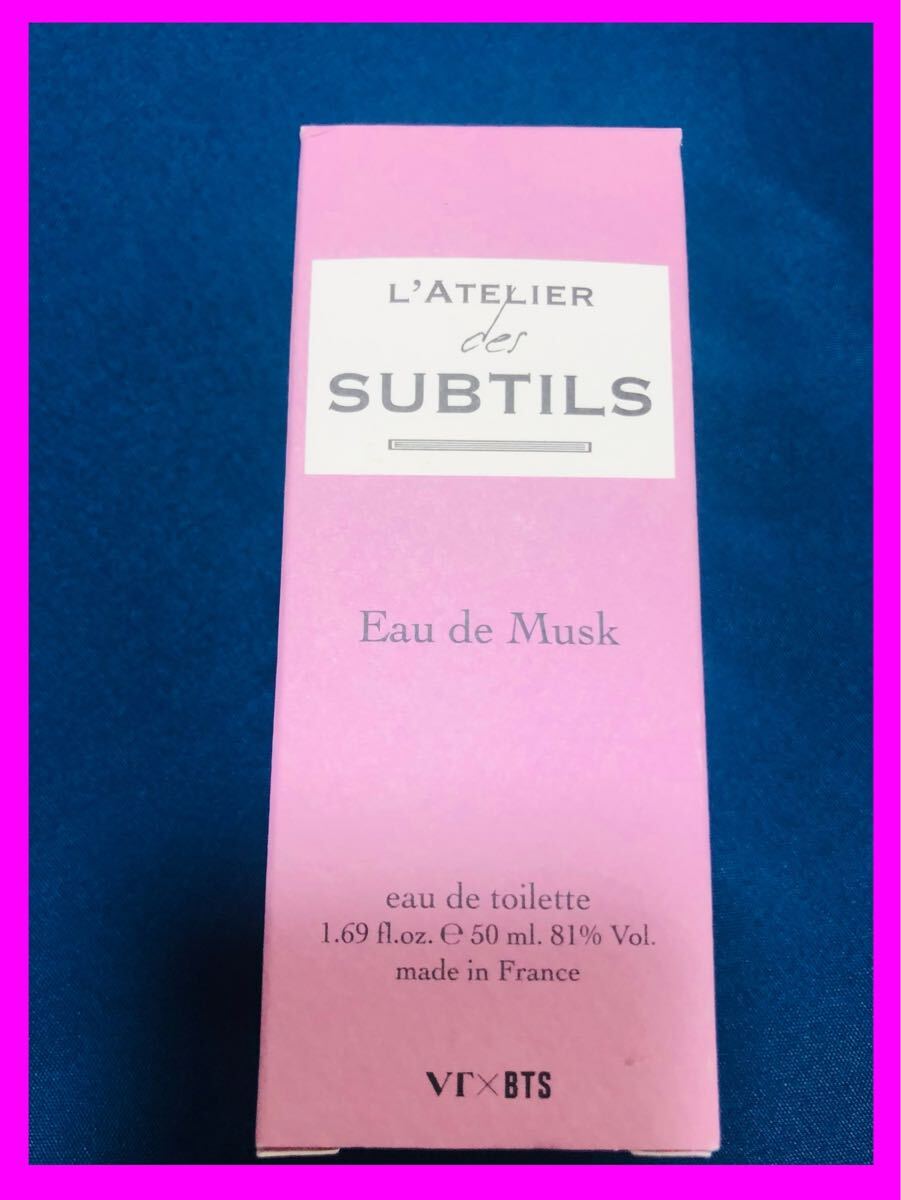 L'ATELIER
des
SUBTILS
Eau de Musk
eau de toilette
1.69 fl.oz. ℮ 50 ml. 81% Vol.
made in France
VT×BTS